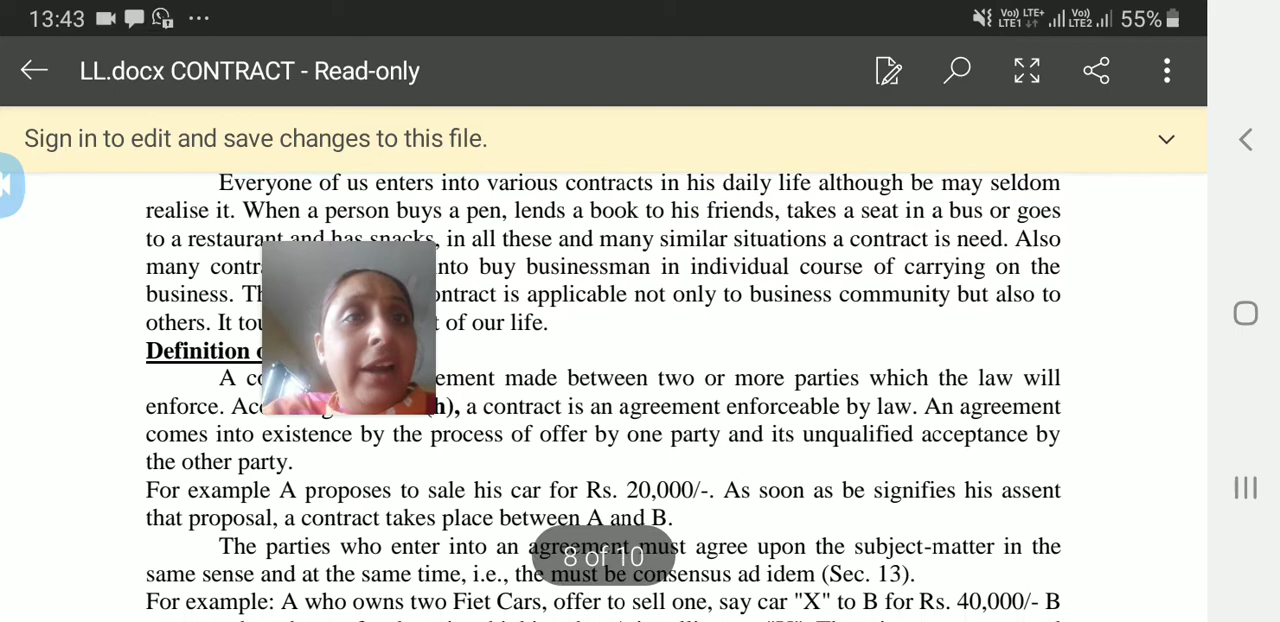 13:43 ... Vo) LTE+ LTE1 Vo) LTE2 55%
LL.docx CONTRACT - Read-only
Sign in to edit and save changes to this file.
Everyone of us enters into various contracts in his daily life although be may seldom
realise it. When a person buys a pen, lends a book to his friends, takes a seat in a bus or goes
to a restaurant and has snacks, in all these and many similar situations a contract is need. Also
many into buy businessman in individual course of carrying on the
business. contract is applicable not only to business community but also to
others. It of our life.
Definition
A made between two or more parties which the law will
enforce. h), a contract is an agreement enforceable by law. An agreement
comes into existence by the process of offer by one party and its unqualified acceptance by
the other party.
For example A proposes to sale his car for Rs. 20,000/-. As soon as be signifies his assent
that proposal, a contract takes place between A and B.
The parties who enter into an agreement must agree upon the subject-matter in the
8 of 10
same sense and at the same time, i.e., the must be consensus ad idem (Sec. 13).
For example: A who owns two Fiet Cars, offer to sell one, say car "X" to B for Rs. 40,000/- B